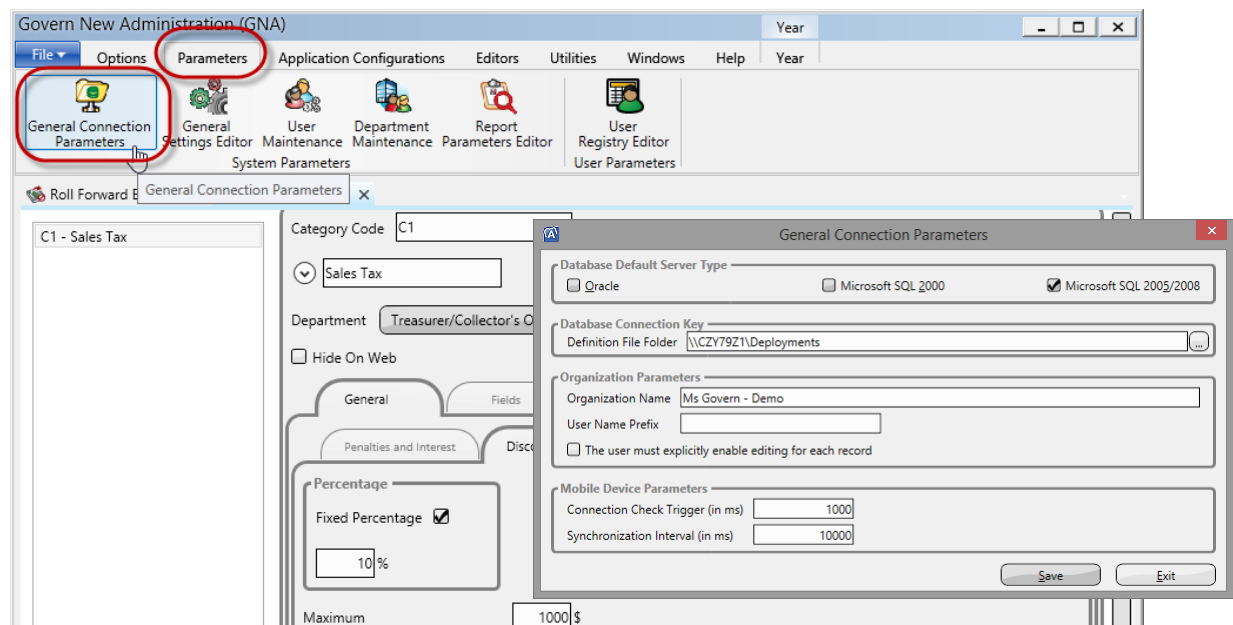 Govern New Administration (GNA)
Year
File Options Parameters Application Configurations Editors Utilities Windows Help Year
General Connection Parameters
General Settings Editor
User Maintenance
Department Maintenance
Report Parameters Editor
User Registry Editor
System Parameters
User Parameters
Roll Forward
General Connection Parameters
C1 - Sales Tax
Category Code C1
Sales Tax
Department Treasurer/Collector's O
Hide On Web
General Fields
Penalties and Interest Disco
Percentage
Fixed Percentage
10 %
Maximum 1000 $
General Connection Parameters
Database Default Server Type
Oracle Microsoft SQL 2000 Microsoft SQL 2005/2008
Database Connection Key
Definition File Folder \\CZY79Z1\Deployments ...
Organization Parameters
Organization Name Ms Govern - Demo
User Name Prefix
The user must explicitly enable editing for each record
Mobile Device Parameters
Connection Check Trigger (in ms) 1000
Synchronization Interval (in ms) 10000
Save Exit